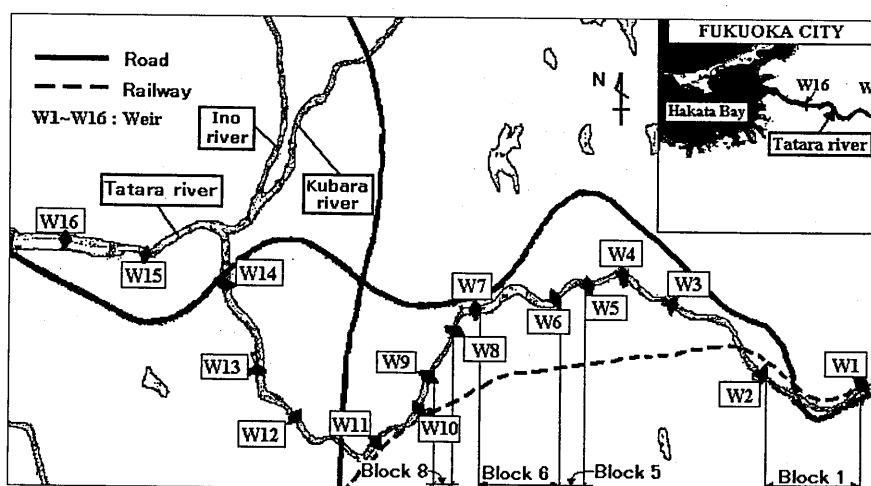 Road
Railway
W1~W16 : Weir
Ino
river
Tatara river
Kubara
river
N
FUKUOKA CITY
W16
W
Hakata Bay
Tatara river
W16
W15
W14
W13
W12
W11
W10
W9
W8
W7
W6
W5
W4
W3
W2
W1
Block 8
Block 6
Block 5
Block 1